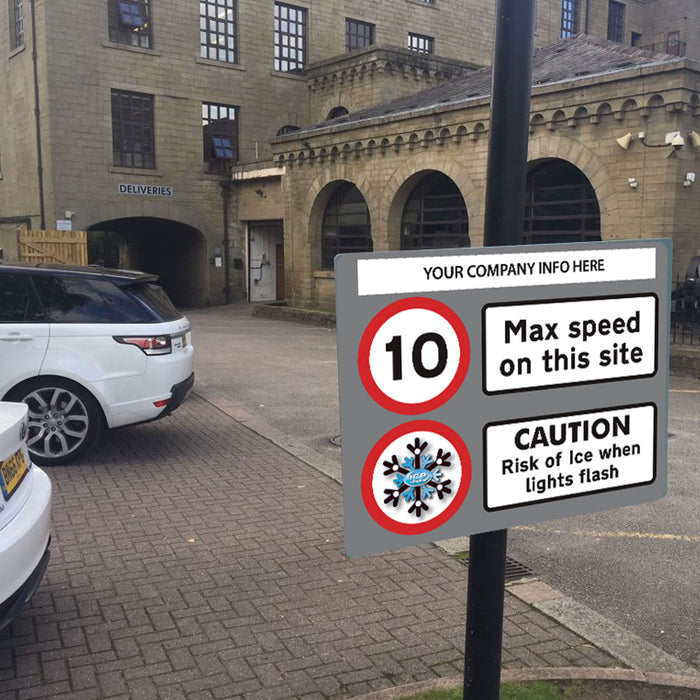 DELIVERIES
YOUR COMPANY INFO HERE
10
Max speed
on this site
CAUTION
Risk of Ice when
lights flash